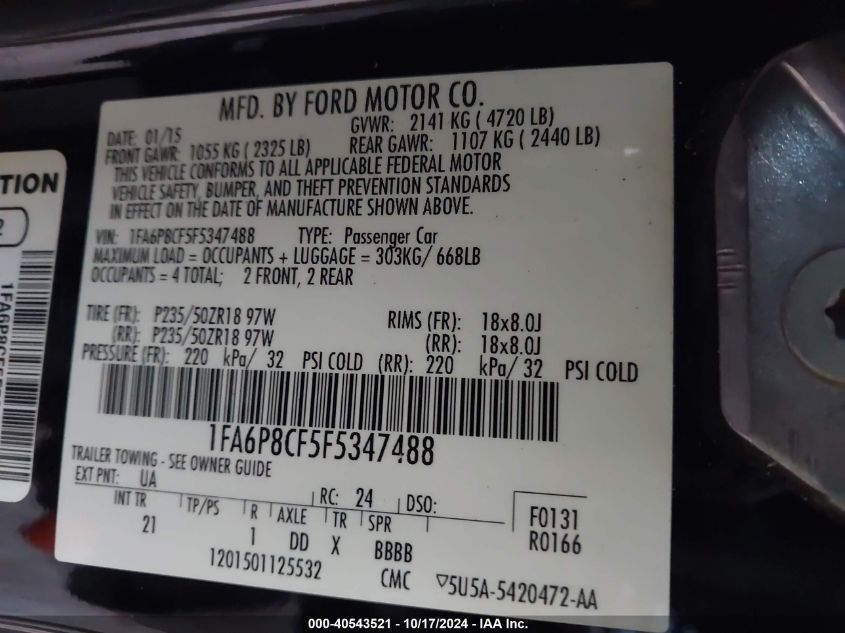 MFD. BY FORD MOTOR CO.
DATE: 01/15 GVWR: 2141 KG ( 4720 LB)
FRONT GAWR: 1055 KG ( 2325 LB) REAR GAWR: 1107 KG ( 2440 LB)
THIS VEHICLE CONFORMS TO ALL APPLICABLE FEDERAL MOTOR
VEHICLE SAFETY, BUMPER, AND THEFT PREVENTION STANDARDS
IN EFFECT ON THE DATE OF MANUFACTURE SHOWN ABOVE.
VIN: 1FA6P8CF5F5347488 TYPE: Passenger Car
MAXIMUM LOAD = OCCUPANTS + LUGGAGE = 303KG/ 668LB
OCCUPANTS = 4 TOTAL; 2 FRONT, 2 REAR
TIRE (FR): P235/50ZR18 97W RIMS (FR): 18x8.0J
(RR): P235/50ZR18 97W (RR): 18x8.0J
PRESSURE (FR): 220 kPa/ 32 PSI COLD (RR): 220 kPa/ 32 PSI COLD
1FA6P8CF5F5347488
TRAILER TOWING - SEE OWNER GUIDE
EXT PNT: UA RC: 24 DSO:
INT TR TP/PS R AXLE TR SPR F0131
21 1 DD X BBBB R0166
1201501125532 CMC ▽5U5A-5420472-AA
TION
2
000-40543521 - 10/17/2024 - IAA Inc.